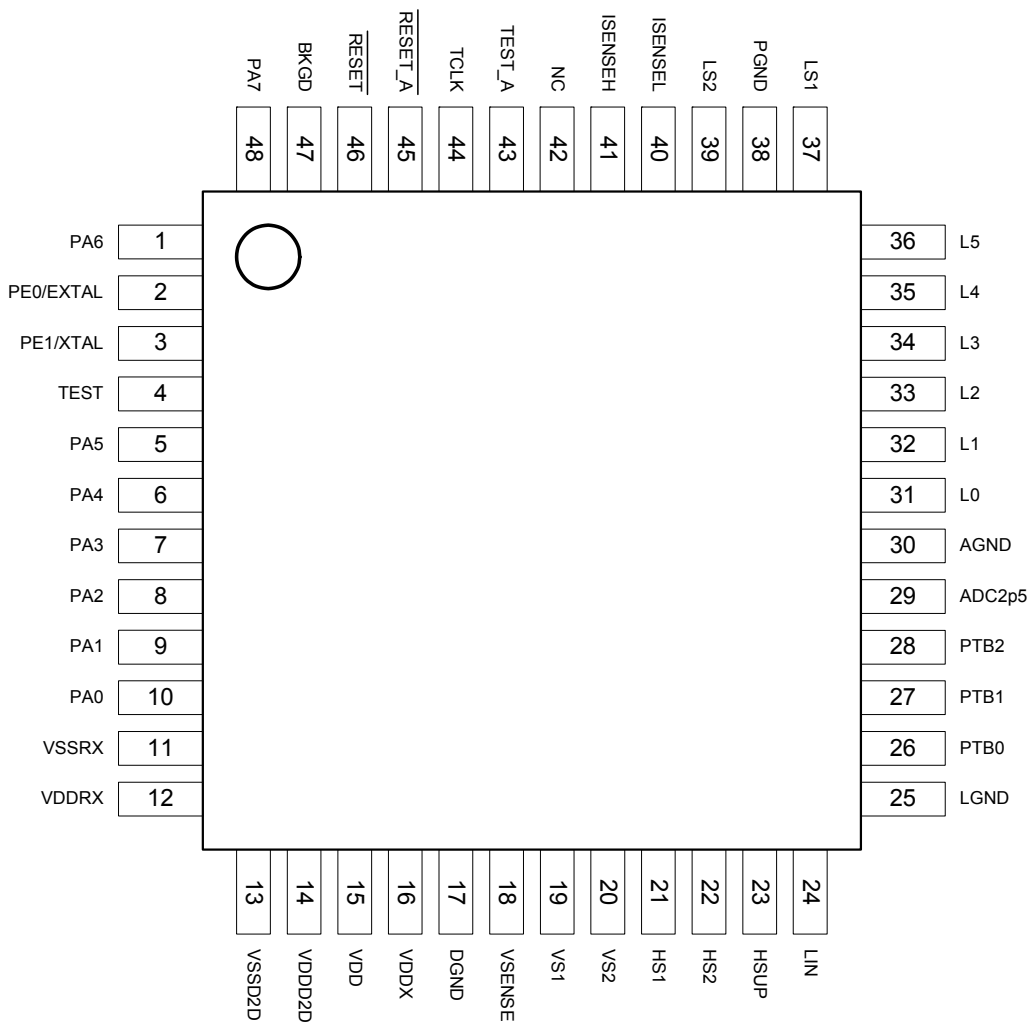 PA7
BKGD
RESET
RESET_A
TCLK
TEST_A
NC
ISENSEH
ISENSEL
LS2
PGND
LS1
48
47
46
45
44
43
42
41
40
39
38
37
PA6 1
PE0/EXTAL 2
PE1/XTAL 3
TEST 4
PA5 5
PA4 6
PA3 7
PA2 8
PA1 9
PA0 10
VSSRX 11
VDDRX 12
36 L5
35 L4
34 L3
33 L2
32 L1
31 L0
30 AGND
29 ADC2p5
28 PTB2
27 PTB1
26 PTB0
25 LGND
13
14
15
16
17
18
19
20
21
22
23
24
VSSD2D
VDDD2D
VDD
VDDX
DGND
VSENSE
VS1
VS2
HS1
HS2
HSUP
LIN